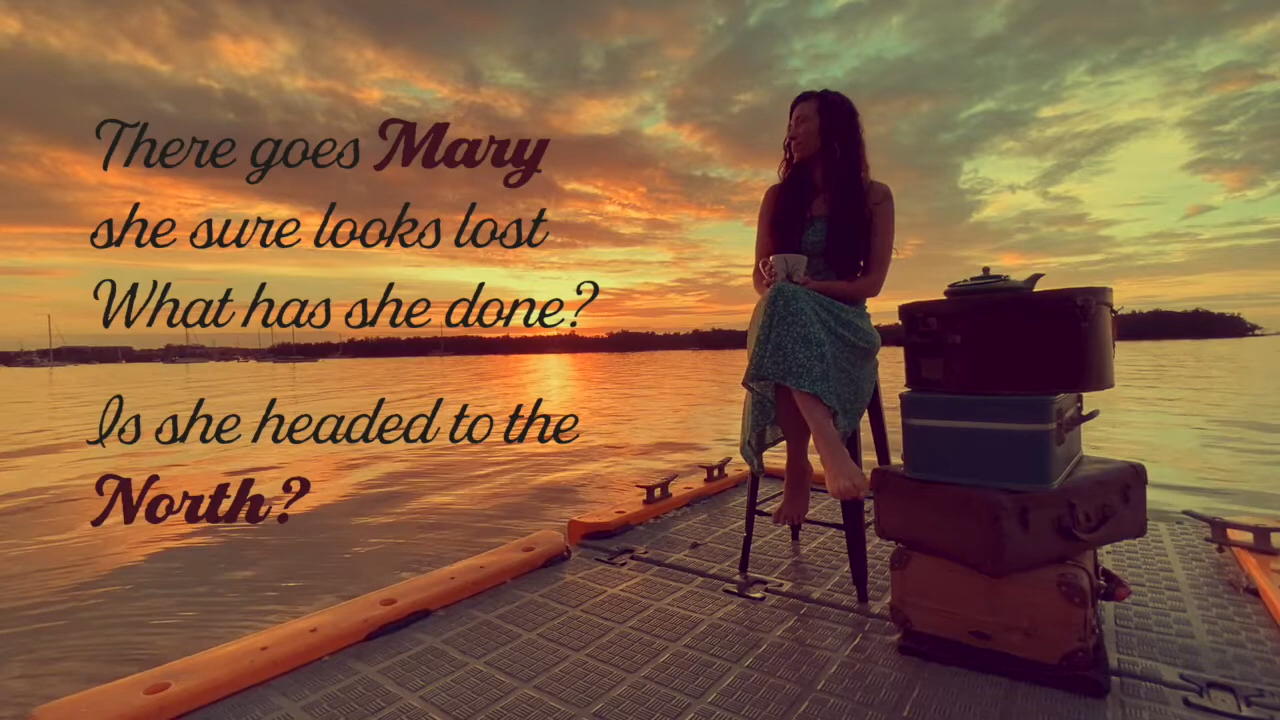 There goes Mary
she sure looks lost
What has she done?
Is she headed to the
North?